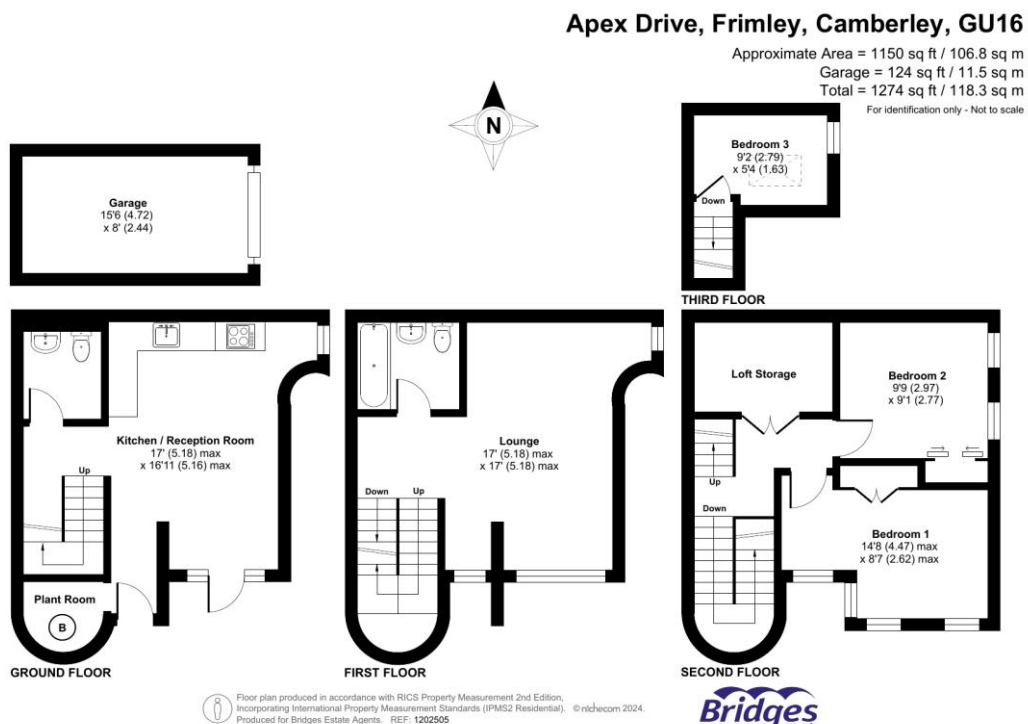 Apex Drive, Frimley, Camberley, GU16
Approximate Area = 1150 sq ft / 106.8 sq m
Garage = 124 sq ft / 11.5 sq m
Total = 1274 sq ft / 118.3 sq m
For identification only - Not to scale
N
Garage
15'6 (4.72)
x 8' (2.44)
Bedroom 3
9'2 (2.79)
x 5'4 (1.63)
Down
THIRD FLOOR
Kitchen / Reception Room
17' (5.18) max
x 16'11 (5.16) max
Up
Plant Room
B
GROUND FLOOR
Lounge
17' (5.18) max
x 17' (5.18) max
Down
Up
FIRST FLOOR
Loft Storage
Bedroom 2
9'9 (2.97)
x 9'1 (2.77)
Up
Down
Bedroom 1
14'8 (4.47) max
x 8'7 (2.62) max
SECOND FLOOR
Floor plan produced in accordance with RICS Property Measurement 2nd Edition,
Incorporating International Property Measurement Standards (IPMS2 Residential). © nichecom 2024.
Produced for Bridges Estate Agents. REF: 1202505
Bridges